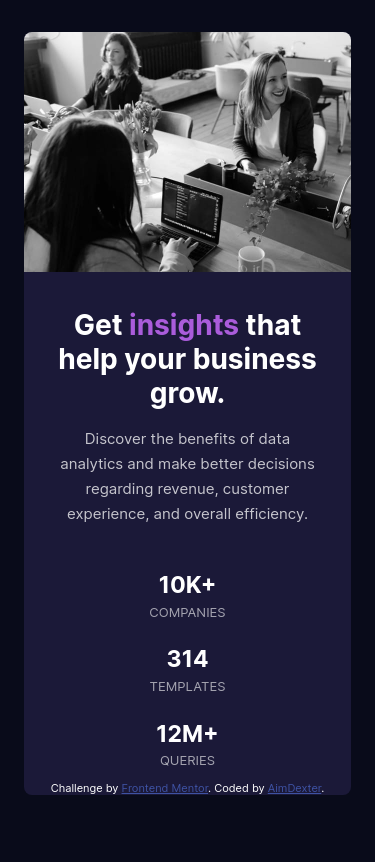 Get insights that
help your business
grow.
Discover the benefits of data
analytics and make better decisions
regarding revenue, customer
experience, and overall efficiency.
10K+
COMPANIES
314
TEMPLATES
12M+
QUERIES
Challenge by Frontend Mentor. Coded by AimDexter.